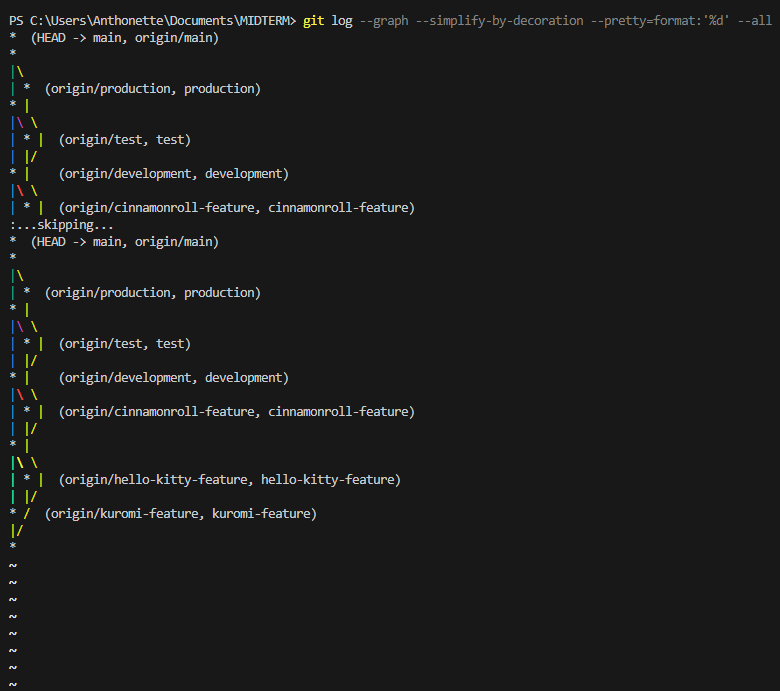 PS C:\Users\Anthonette\Documents\MIDTERM> git log --graph --simplify-by-decoration --pretty=format:'%d' --all
*  (HEAD -> main, origin/main)
*
|\
| *  (origin/production, production)
* |
|\ \
| * |  (origin/test, test)
| |/
* |    (origin/development, development)
|\ \
| * |  (origin/cinnamonroll-feature, cinnamonroll-feature)
:...skipping...
*  (HEAD -> main, origin/main)
*
|\
| *  (origin/production, production)
* |
|\ \
| * |  (origin/test, test)
| |/
* |    (origin/development, development)
|\ \
| * |  (origin/cinnamonroll-feature, cinnamonroll-feature)
| |/
* |
|\ \
| * |  (origin/hello-kitty-feature, hello-kitty-feature)
| |/
* /  (origin/kuromi-feature, kuromi-feature)
|/
*
~
~
~
~
~
~
~
~